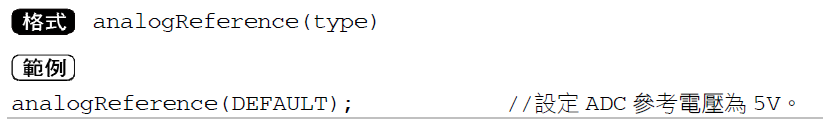 格式 analogReference(type)
範例
analogReference(DEFAULT); //設定 ADC 參考電壓為 5V。